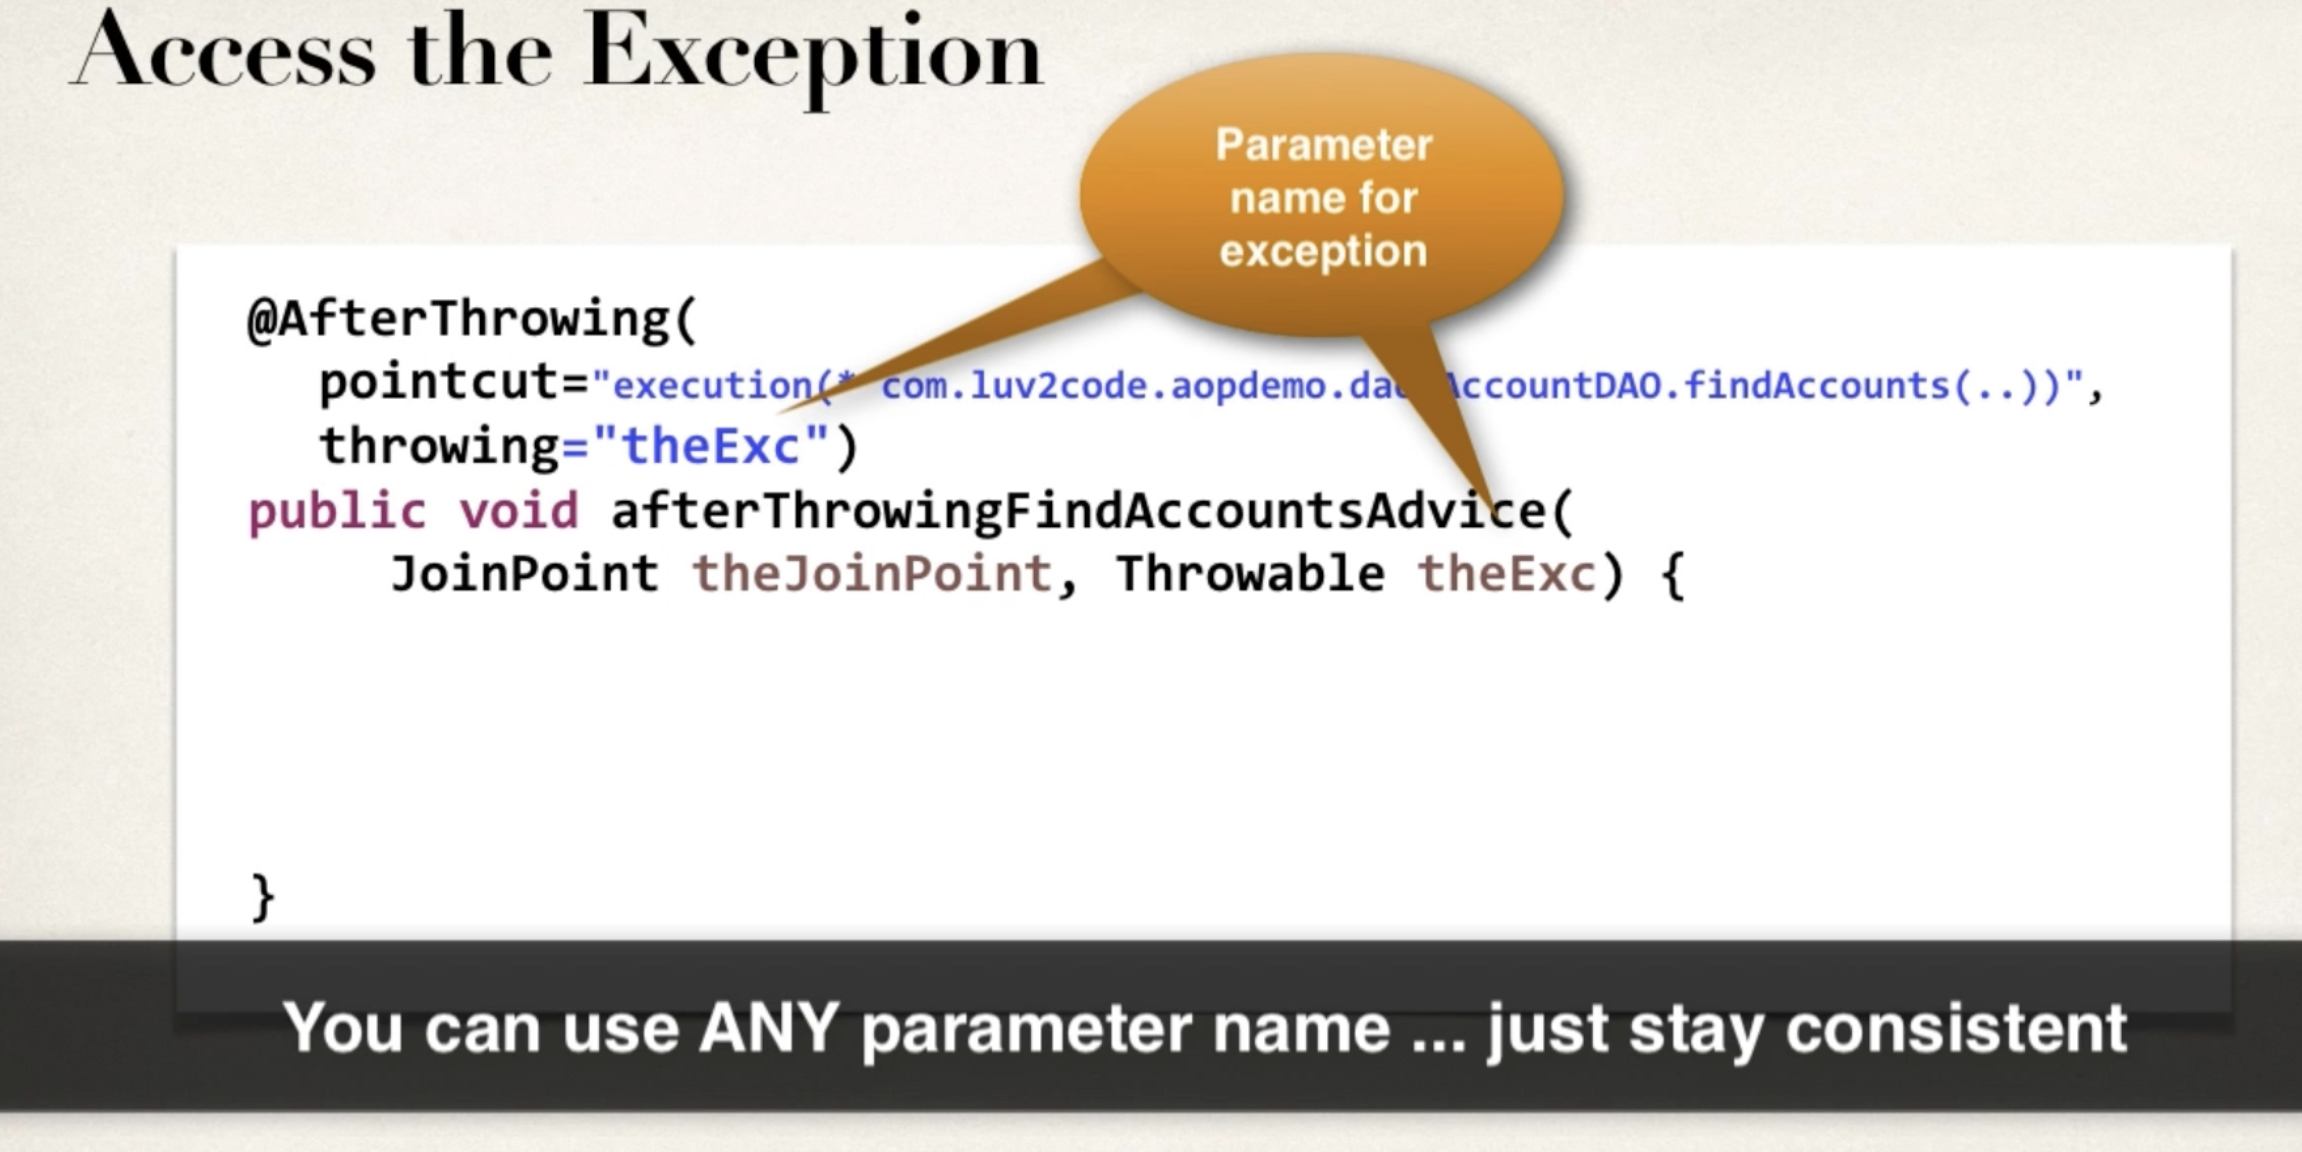 Access the Exception
Parameter
name for
exception
@AfterThrowing(
pointcut="execution(* com.luv2code.aopdemo.da AccountDAO.findAccounts(..))",
throwing="theExc")
public void afterThrowingFindAccountsAdvice(
JoinPoint theJoinPoint, Throwable theExc) {
}
You can use ANY parameter name ... just stay consistent